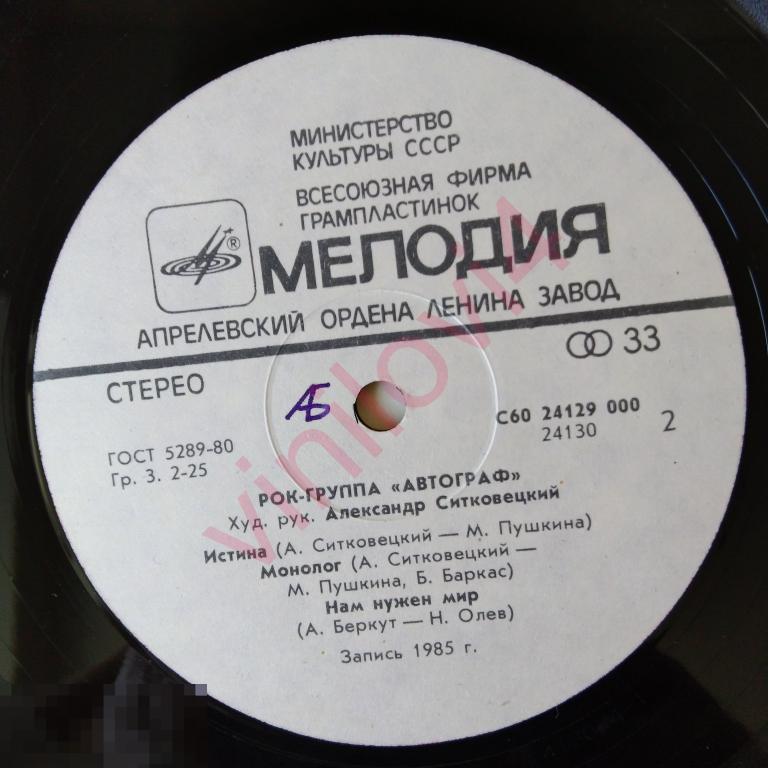 МИНИСТЕРСТВО
КУЛЬТУРЫ СССР
ВСЕСОЮЗНАЯ ФИРМА
ГРАМПЛАСТИНОК
®
МЕЛОДИЯ
АПРЕЛЕВСКИЙ ОРДЕНА ЛЕНИНА ЗАВОД
33
СТЕРЕО
АБ
С60 24129 000
24130
2
ГОСТ 5289-80
Гр. 3. 2-25
РОК-ГРУППА «АВТОГРАФ»
Худ. рук. Александр Ситковецкий
Истина (А. Ситковецкий — М. Пушкина)
Монолог (А. Ситковецкий —
М. Пушкина, Б. Баркас)
Нам нужен мир
(А. Беркут — Н. Олев)
Запись 1985 г.
vinilovi4